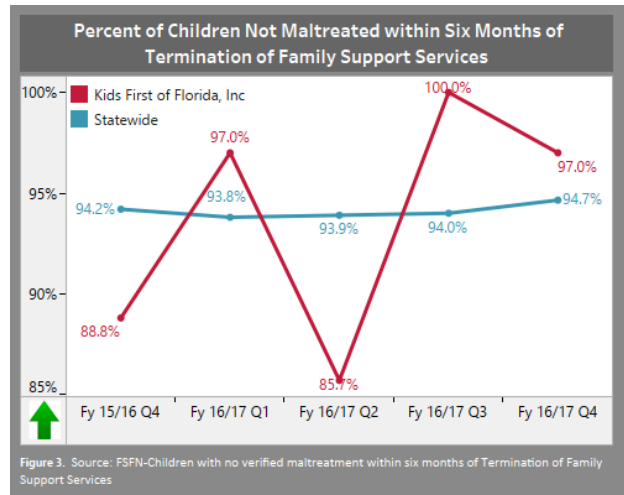 Percent of Children Not Maltreated within Six Months of
Termination of Family Support Services
100%
Kids First of Florida, Inc
Statewide
100.0%
97.0%
97.0%
95%
94.2%
93.8%
93.9%
94.0%
94.7%
90%
88.8%
85.7%
85%
Fy 15/16 Q4 Fy 16/17 Q1 Fy 16/17 Q2 Fy 16/17 Q3 Fy 16/17 Q4
Figure 3. Source: FSFN-Children with no verified maltreatment within six months of Termination of Family
Support Services